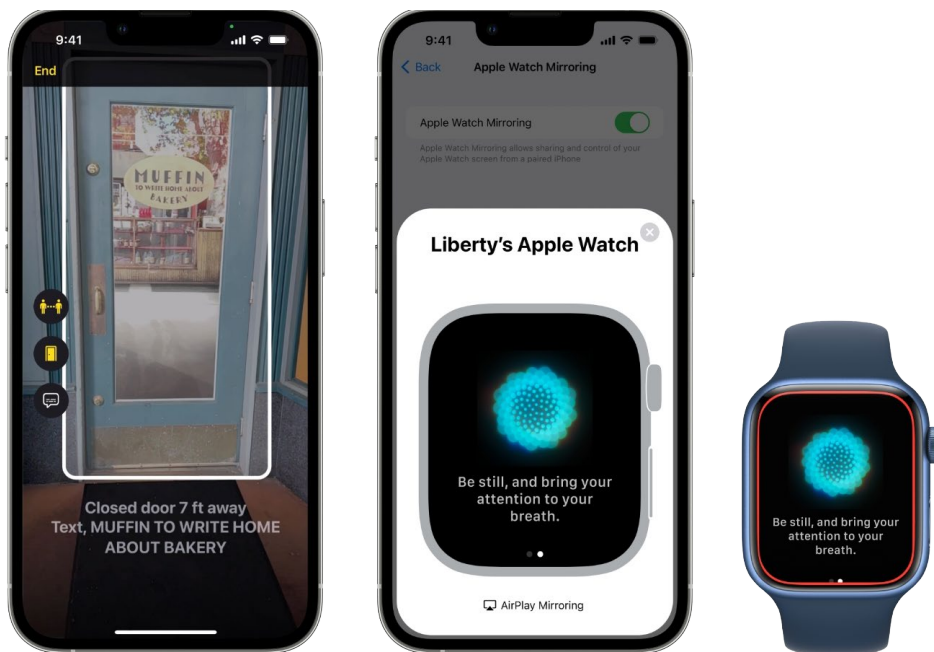 9:41
End
MUFFIN
TO WRITE HOME ABOUT
BAKERY
Closed door 7 ft away
Text, MUFFIN TO WRITE HOME
ABOUT BAKERY
9:41
Back
Apple Watch Mirroring
Apple Watch Mirroring
Apple Watch Mirroring allows sharing and control of your
Apple Watch screen from a paired iPhone
Liberty's Apple Watch
Be still, and bring your
attention to your
breath.
AirPlay Mirroring
Be still, and bring your
attention to your
breath.